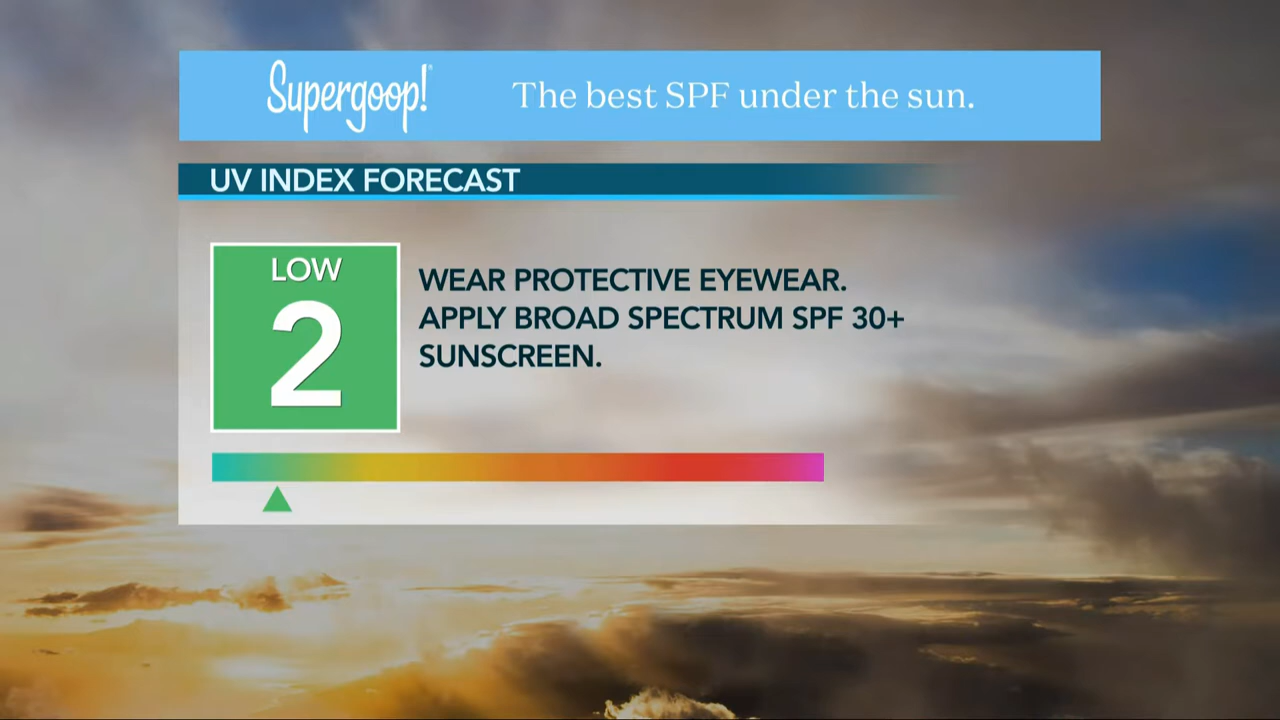 Supergoop!
The best SPF under the sun.
UV INDEX FORECAST
LOW
2
WEAR PROTECTIVE EYEWEAR.
APPLY BROAD SPECTRUM SPF 30+
SUNSCREEN.